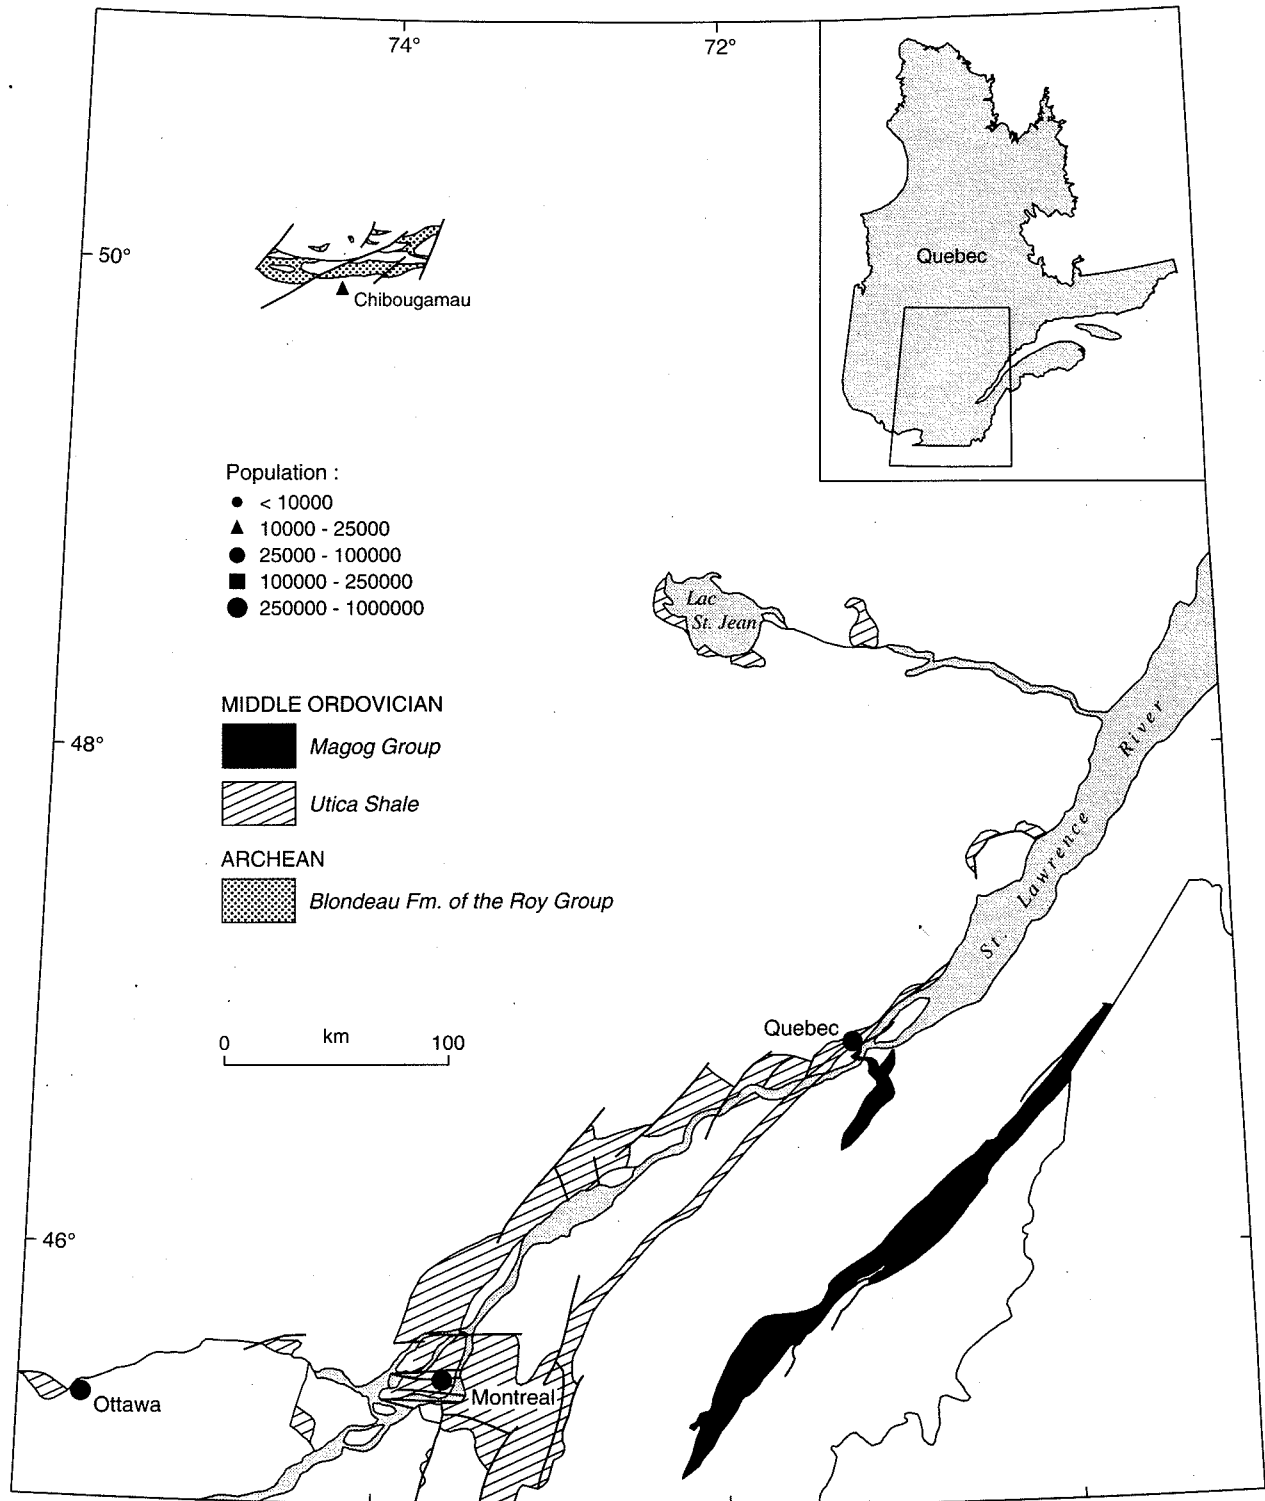 74°
72°
50°
Chibougamau
Quebec
Population :
< 10000
10000 - 25000
25000 - 100000
100000 - 250000
250000 - 1000000
Lac
St. Jean
MIDDLE ORDOVICIAN
Magog Group
48°
Utica Shale
ARCHEAN
Blondeau Fm. of the Roy Group
St. Lawrence River
0 km 100
Quebec
46°
Ottawa
Montreal